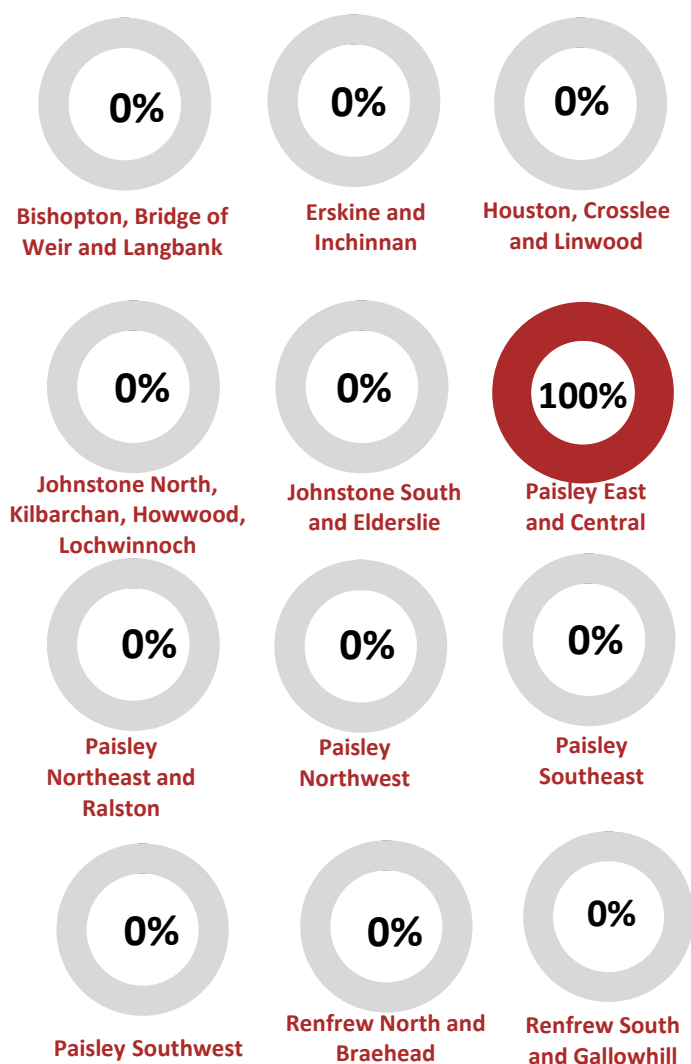 0%
Bishopton, Bridge of
Weir and Langbank
0%
Erskine and
Inchinnan
0%
Houston, Crosslee
and Linwood
0%
Johnstone North,
Kilbarchan, Howwood,
Lochwinnoch
0%
Johnstone South
and Elderslie
100%
Paisley East
and Central
0%
Paisley
Northeast and
Ralston
0%
Paisley
Northwest
0%
Paisley
Southeast
0%
Paisley Southwest
0%
Renfrew North and
Braehead
0%
Renfrew South
and Gallowhill